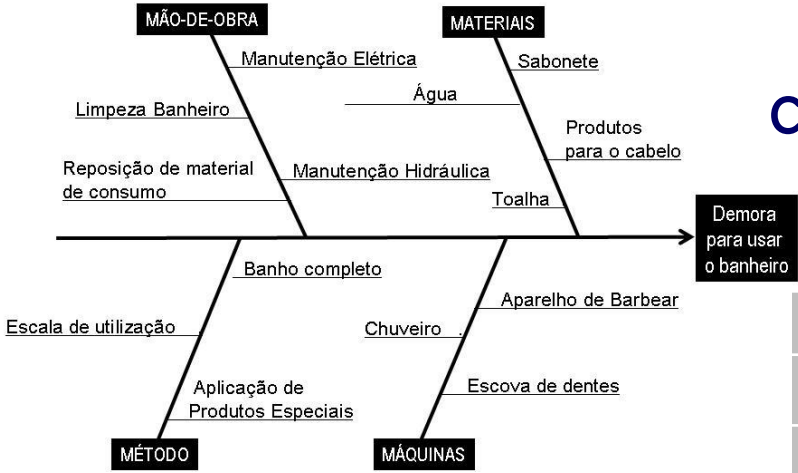 MÃO-DE-OBRA
MATERIAIS
Manutenção Elétrica
Limpeza Banheiro
Reposição de material
de consumo
Manutenção Hidráulica
Sabonete
Água
Produtos
para o cabelo
Toalha
Demora
para usar
o banheiro
Banho completo
Escala de utilização
Aplicação de
Produtos Especiais
Aparelho de Barbear
Chuveiro
Escova de dentes
MÉTODO
MÁQUINAS